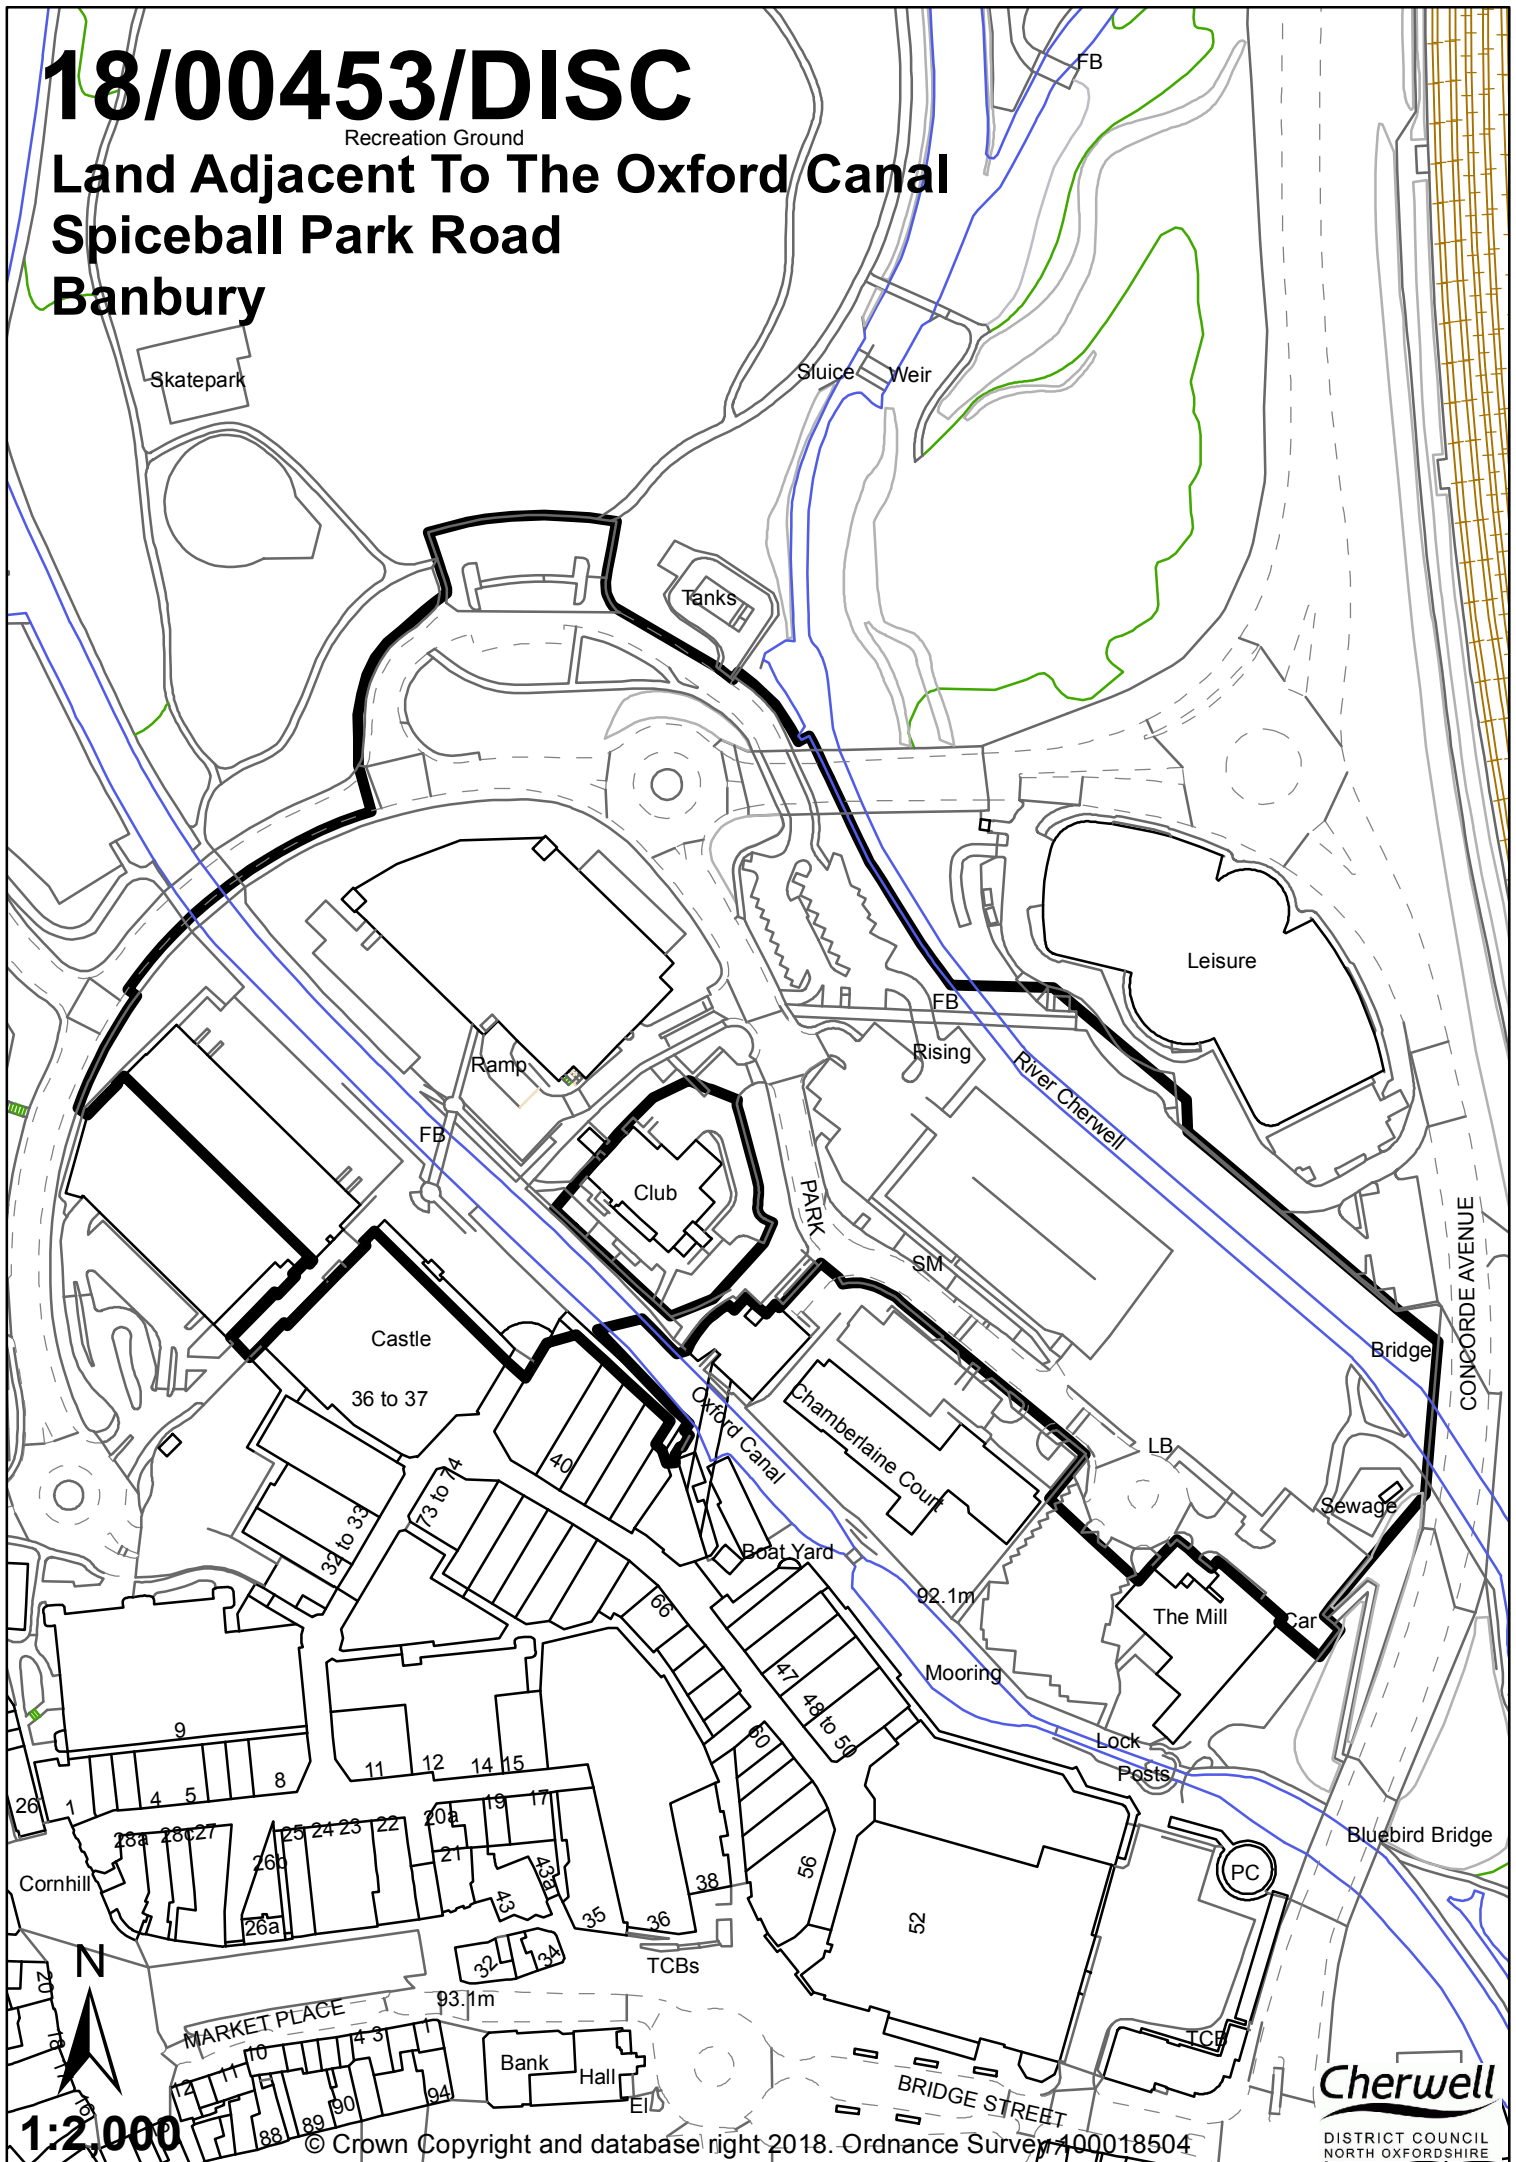 18/00453/DISC
Recreation Ground
Land Adjacent To The Oxford Canal
Spiceball Park Road
Banbury
FB
Skatepark
Sluice
Weir
Tanks
Leisure
FB
Rising
Ramp
River Cherwell
FB
Club
PARK
CONCORDE AVENUE
SM
Castle
Bridge
36 to 37
Oxford Canal
Chamberlaine Court
LB
40
73 to 74
Sewage
32 to 33
Boat Yard
92.1m
66
The Mill
Car
Mooring
47
48 to 50
9
60
Lock
Posts
11
12
14
15
8
26
1
4
5
19
17
20a
28a
28c
27
25
24
23
22
21
Bluebird Bridge
26b
43a
56
PC
Cornhill
43
38
26a
35
36
52
32
34
TCBs
N
20
93.1m
MARKET PLACE
18
4
3
1
TCB
10
11
12
Bank
Hall
16
90
94
El
BRIDGE STREET
Cherwell
89
88
1:2,000
© Crown Copyright and database right 2018. Ordnance Survey 100018504
DISTRICT COUNCIL
NORTH OXFORDSHIRE